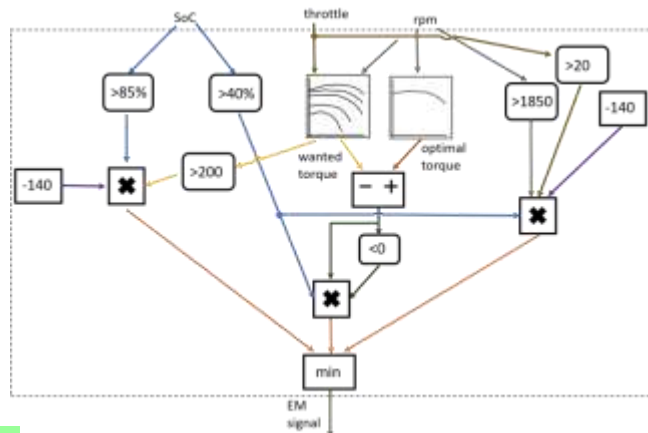 throttle
SoC
rpm
>85%
>40%
>20
>1850
-140
wanted
torque
optimal
torque
-140
>200
− +
<0
min
EM
signal